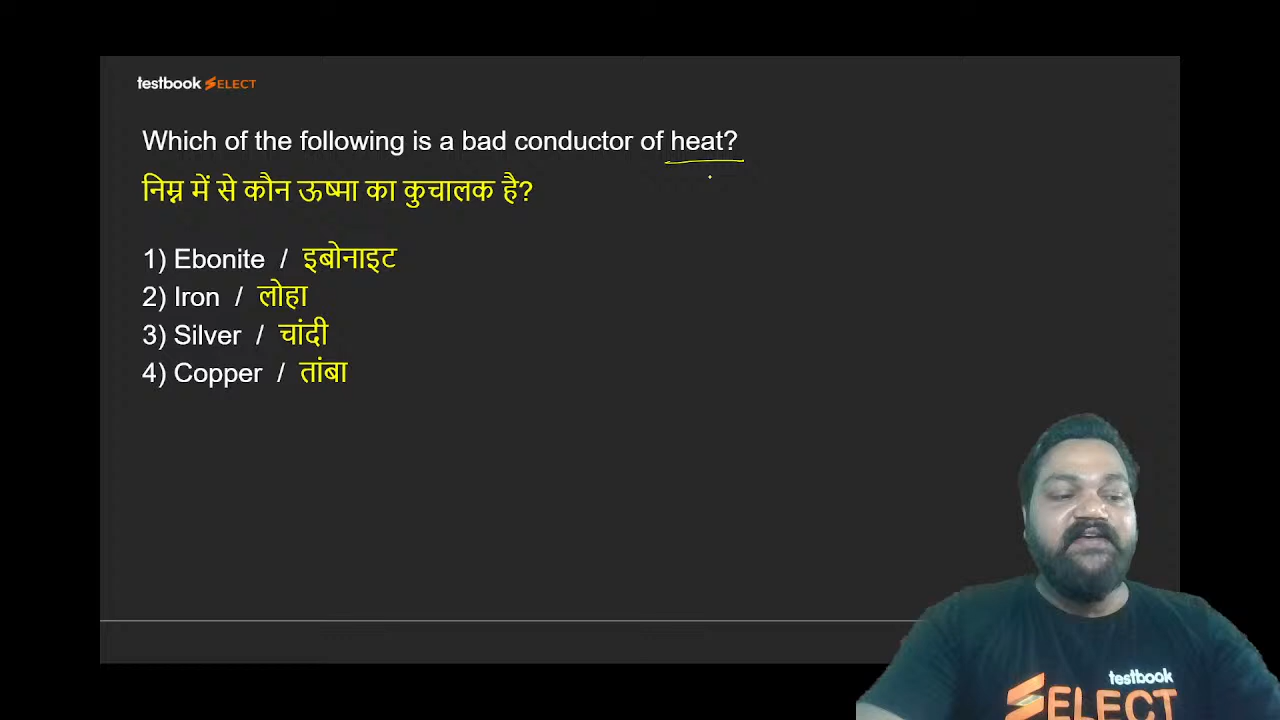 testbook SELECT
Which of the following is a bad conductor of heat?
निम्न में से कौन ऊष्मा का कुचालक है?
1) Ebonite / इबोनाइट
2) Iron / लोहा
3) Silver / चांदी
4) Copper / तांबा
testbook
SELECT